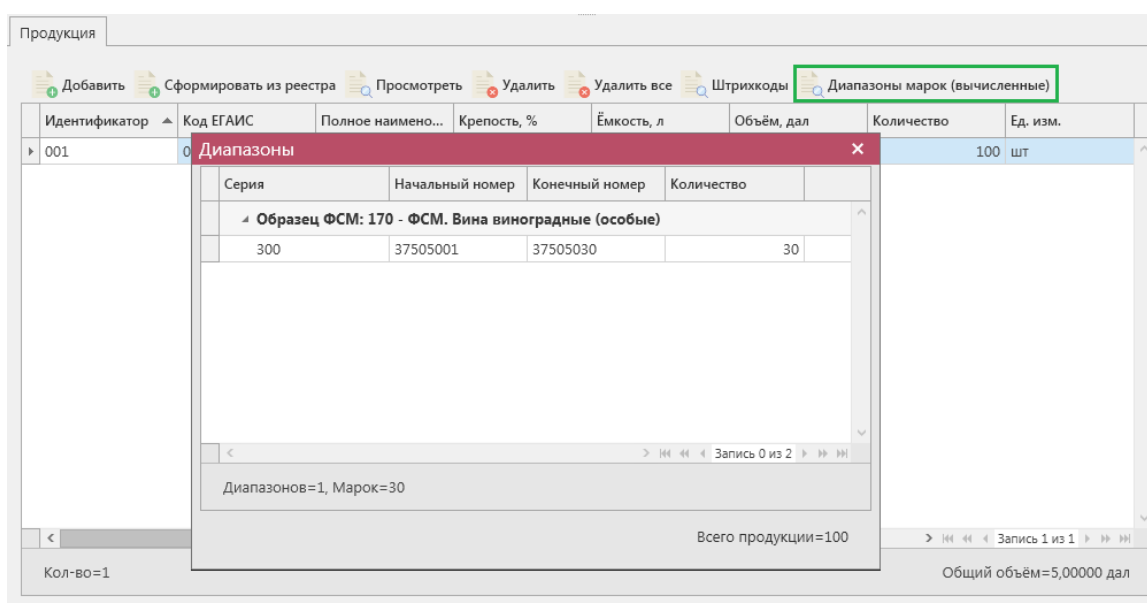 Продукция
Добавить Сформировать из реестра Просмотреть Удалить Удалить все Штрихкоды Диапазоны марок (вычисленные)
Идентификатор Код ЕГАИС Полное наимено... Крепость, % Ёмкость, л Объём, дал Количество Ед. изм.
001 0 100 шт
Диапазоны
Серия Начальный номер Конечный номер Количество
Образец ФСМ: 170 - ФСМ. Вина виноградные (особые)
300 37505001 37505030 30
Запись 0 из 2
Диапазонов=1, Марок=30
Всего продукции=100
Запись 1 из 1
Кол-во=1 Общий объём=5,00000 дал